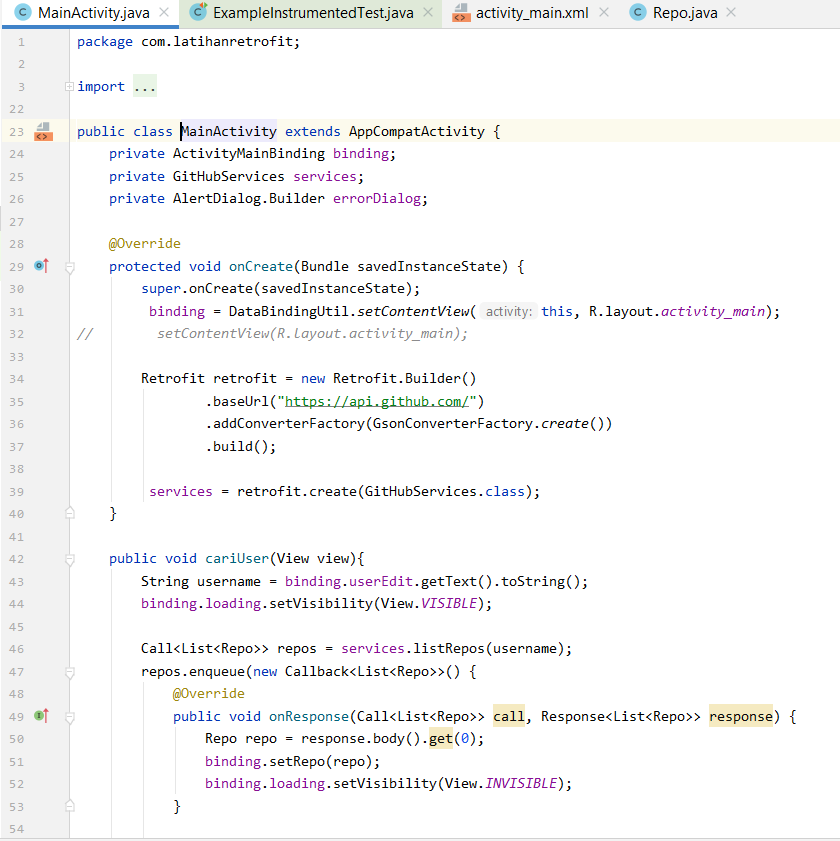 MainActivity.java ExampleInstrumentedTest.java activity_main.xml Repo.java
1 package com.latihanretrofit;
2
3 import ...
22
23 public class MainActivity extends AppCompatActivity {
24 private ActivityMainBinding binding;
25 private GitHubServices services;
26 private AlertDialog.Builder errorDialog;
27
28 @Override
29 protected void onCreate(Bundle savedInstanceState) {
30 super.onCreate(savedInstanceState);
31 binding = DataBindingUtil.setContentView( activity: this, R.layout.activity_main);
32 // setContentView(R.layout.activity_main);
33
34 Retrofit retrofit = new Retrofit.Builder()
35 .baseUrl("https://api.github.com/")
36 .addConverterFactory(GsonConverterFactory.create())
37 .build();
38
39 services = retrofit.create(GitHubServices.class);
40 }
41
42 public void cariUser(View view){
43 String username = binding.userEdit.getText().toString();
44 binding.loading.setVisibility(View.VISIBLE);
45
46 Call<List<Repo>> repos = services.listRepos(username);
47 repos.enqueue(new Callback<List<Repo>>() {
48 @Override
49 public void onResponse(Call<List<Repo>> call, Response<List<Repo>> response) {
50 Repo repo = response.body().get(0);
51 binding.setRepo(repo);
52 binding.loading.setVisibility(View.INVISIBLE);
53 }
54